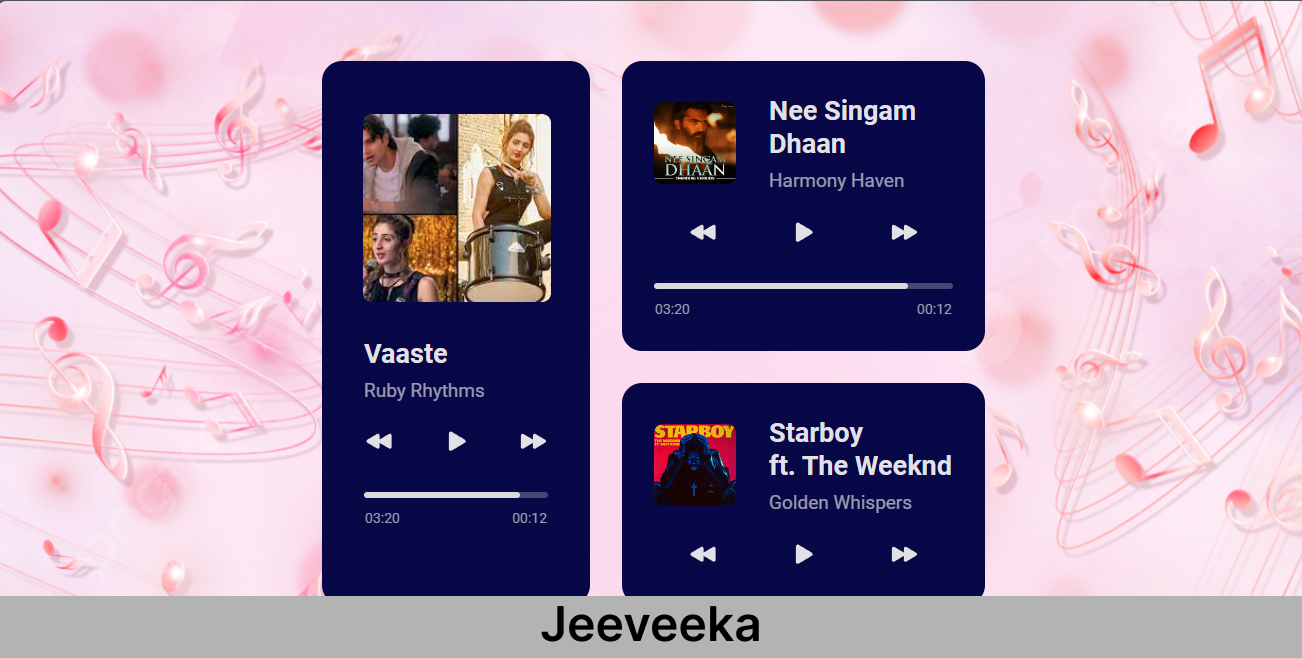 Vaaste
Ruby Rhythms
03:20 00:12
NEE SINGAM
DHAAN
Nee Singam
Dhaan
Harmony Haven
03:20 00:12
STARBOY
Starboy
ft. The Weeknd
Golden Whispers
Jeeveeka